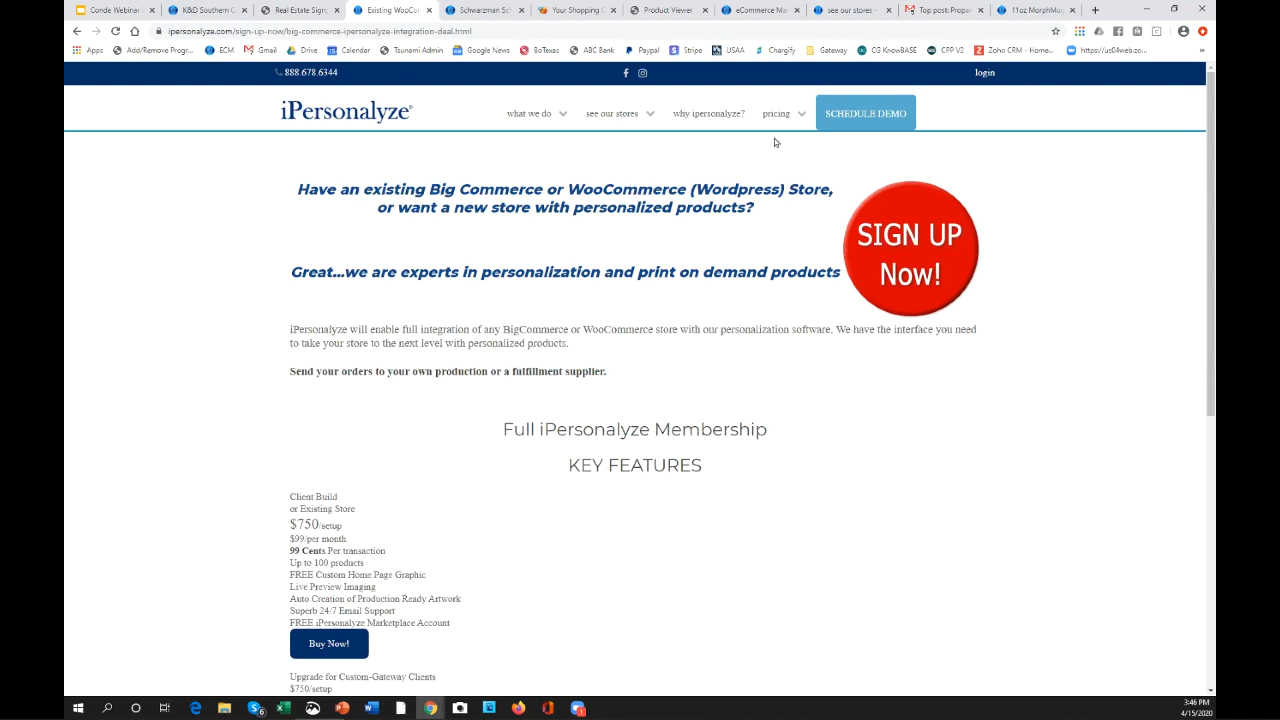 Conde Webinar
K&D Southern C
Real Estate Signs
Existing WooCor
Schwarzman Sc
Your Shopping C
Product Viewer
eCommerce Ma
see our stores -
Top post: Propa
11oz MorphMug
ipersonalyze.com/sign-up-now/big-commerce-ipersonalyze-integration-deal.html
Apps
Add/Remove Progr...
ECM
Gmail
Drive
Calendar
Tsunami Admin
Google News
BoTexas
ABC Bank
Paypal
Stripe
USAA
Chargify
Gateway
CG KnowBASE
CPP V2
Zoho CRM - Home...
https://us04web.zo...
888.678.6344
login
iPersonalyze®
what we do
see our stores
why ipersonalyze?
pricing
SCHEDULE DEMO
Have an existing Big Commerce or WooCommerce (Wordpress) Store,
or want a new store with personalized products?
Great...we are experts in personalization and print on demand products
SIGN UP
Now!
iPersonalyze will enable full integration of any BigCommerce or WooCommerce store with our personalization software. We have the interface you need
to take your store to the next level with personalized products.
Send your orders to your own production or a fulfillment supplier.
Full iPersonalyze Membership
KEY FEATURES
Client Build
or Existing Store
$750/setup
$99/per month
99 Cents Per transaction
Up to 100 products
FREE Custom Home Page Graphic
Live Preview Imaging
Auto Creation of Production Ready Artwork
Superb 24/7 Email Support
FREE iPersonalyze Marketplace Account
Buy Now!
Upgrade for Custom-Gateway Clients
$750/setup
3:46 PM
4/15/2020